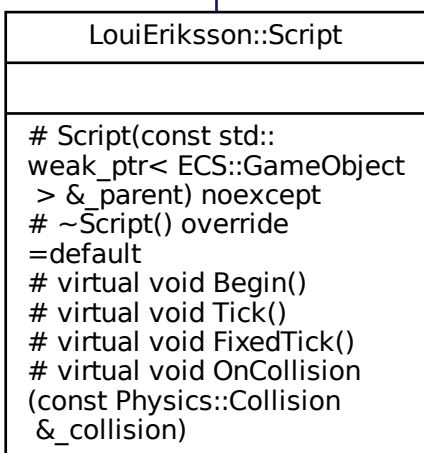 LouiEriksson::Script
# Script(const std::
weak_ptr< ECS::GameObject
 > &_parent) noexcept
# ~Script() override
=default
# virtual void Begin()
# virtual void Tick()
# virtual void FixedTick()
# virtual void OnCollision
(const Physics::Collision
 &_collision)